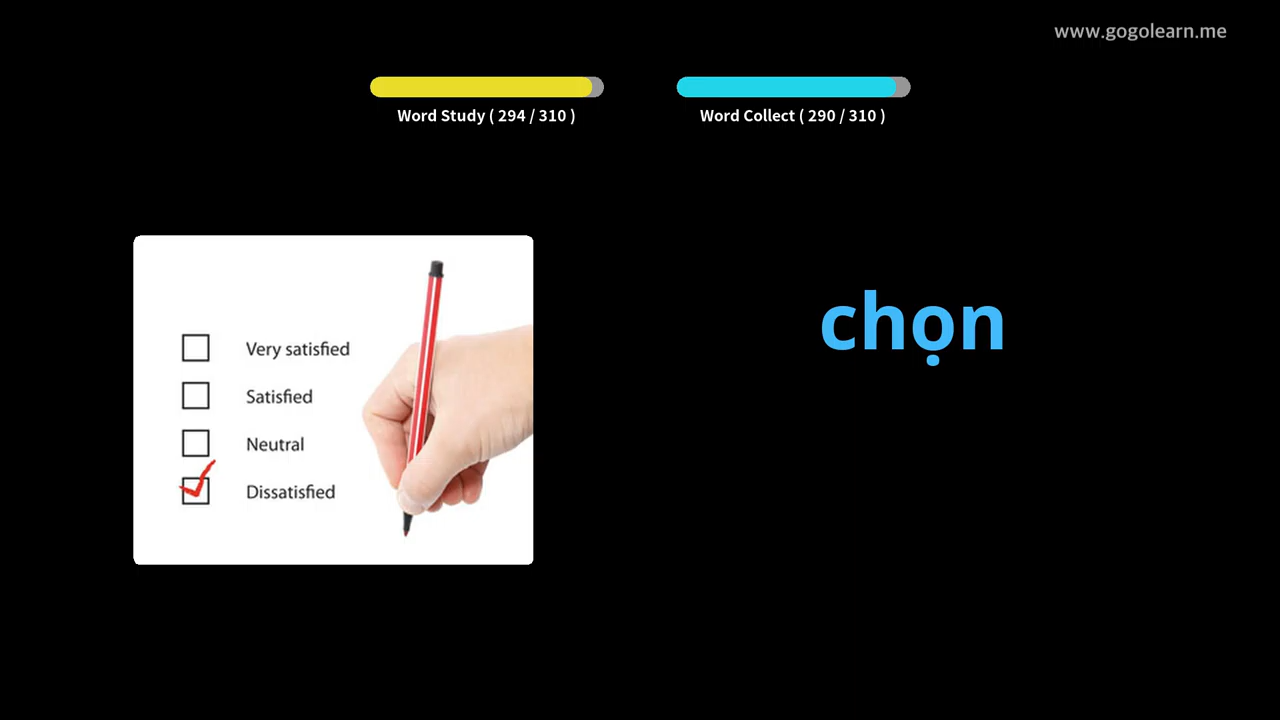 www.gogolearn.me
Word Study ( 294 / 310 )
Word Collect ( 290 / 310 )
chọn
Very satisfied
Satisfied
Neutral
Dissatisfied